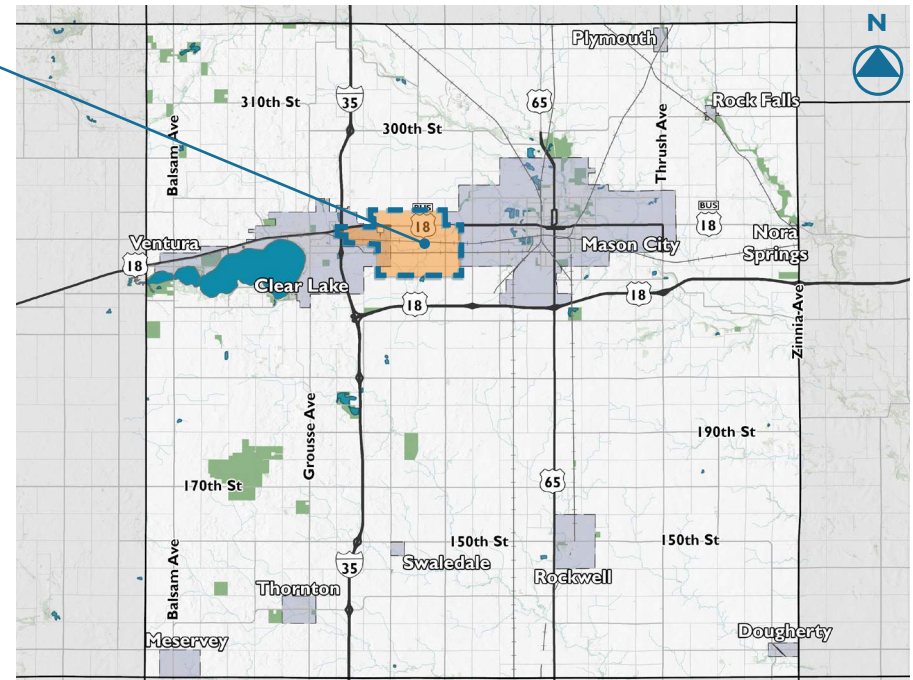 N
Plymouth
310th St
35
65
Rock Falls
300th St
Balsam Ave
Thrush Ave
BUS
18
BUS
18
Ventura
Mason City
Nora
Springs
18
Clear Lake
18
18
Zinnia Ave
Grousse Ave
190th St
170th St
65
150th St
150th St
Swaledale
35
Rockwell
Balsam Ave
Thornton
Meservey
Dougherty